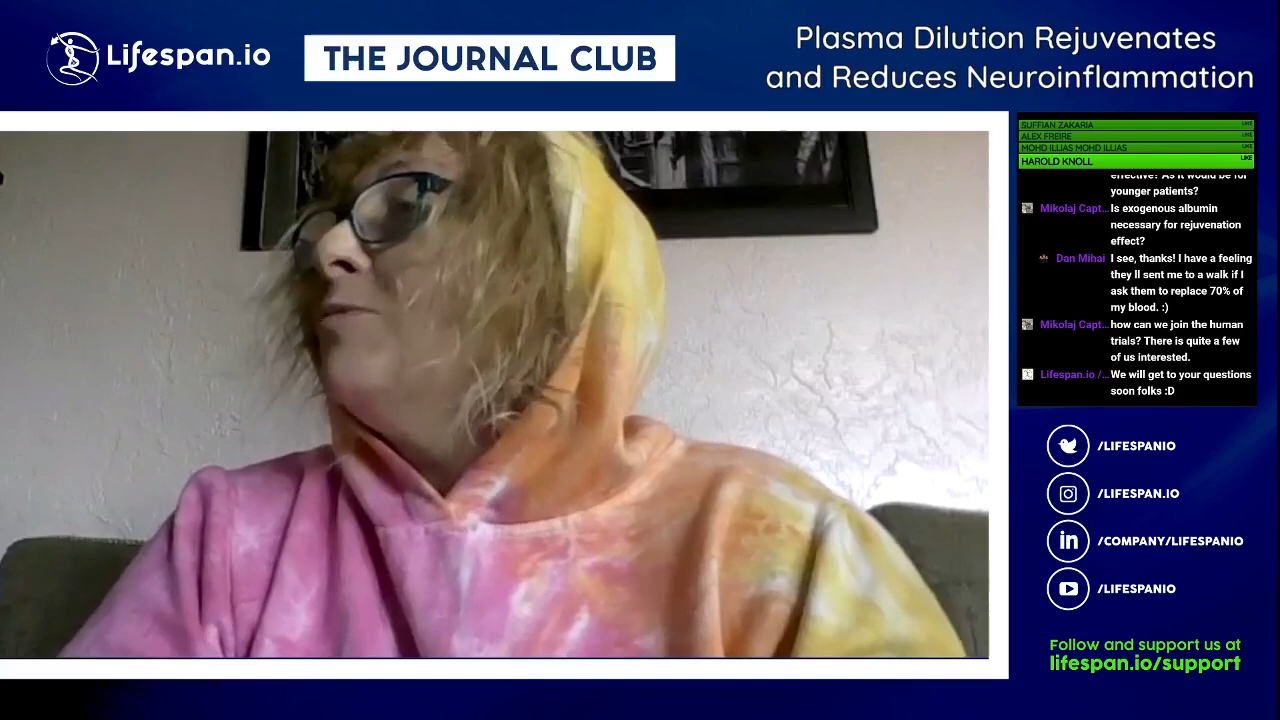 Lifespan.io
THE JOURNAL CLUB
Plasma Dilution Rejuvenates
and Reduces Neuroinflammation
SUFFIAN ZAKARIA LIKE
ALEX FREIRE LIKE
MOHD ILLIAS MOHD ILLIAS LIKE
HAROLD KNOLL LIKE
effective? As it would be for
younger patients?
Mikolaj Capt... Is exogenous albumin
necessary for rejuvenation
effect?
Dan Mihai I see, thanks! I have a feeling
they ll sent me to a walk if I
ask them to replace 70% of
my blood. :)
Mikolaj Capt... how can we join the human
trials? There is quite a few
of us interested.
Lifespan.io /... We will get to your questions
soon folks :D
/LIFESPANIO
/LIFESPAN.IO
in /COMPANY/LIFESPANIO
/LIFESPANIO
Follow and support us at
lifespan.io/support